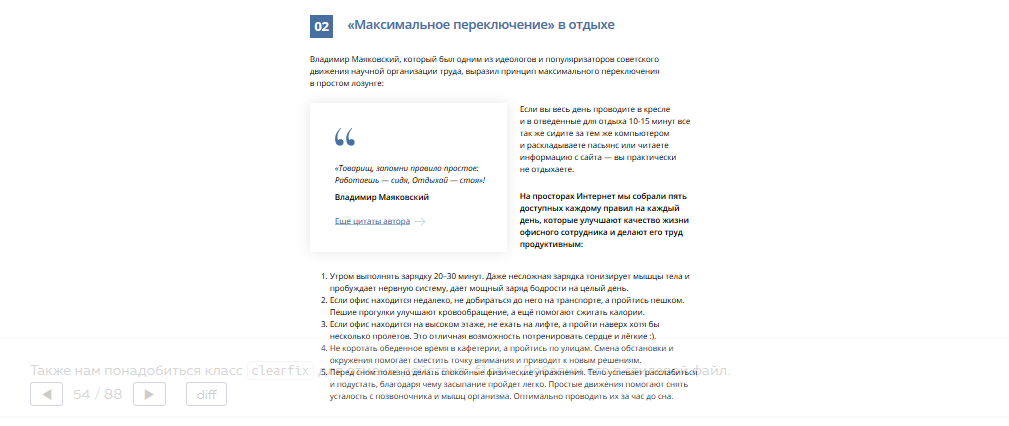 02 «Максимальное переключение» в отдыхе
Владимир Маяковский, который был одним из идеологов и популяризаторов советского
движения научной организации труда, выразил принцип максимального переключения
в простом лозунге:
«Товарищ, запомни правило простое:
Работаешь — сидя, Отдыхай — стоя»!
Владимир Маяковский
Еще цитаты автора
Если вы весь день проводите в кресле
и в отведенные для отдыха 10-15 минут все
так же сидите за тем же компьютером
и раскладываете пасьянс или читаете
информацию с сайта — вы практически
не отдыхаете.
На просторах Интернет мы собрали пять
доступных каждому правил на каждый
день, которые улучшают качество жизни
офисного сотрудника и делают его труд
продуктивным:
1. Утром выполнять зарядку 20–30 минут. Даже несложная зарядка тонизирует мышцы тела и
пробуждает нервную систему, дает мощный заряд бодрости на целый день.
2. Если офис находится недалеко, не добираться до него на транспорте, а пройтись пешком.
Пешие прогулки улучшают кровообращение, а ещё помогают сжигать калории.
3. Если офис находится на высоком этаже, не ехать на лифте, а пройти наверх хотя бы
несколько пролетов. Это отличная возможность потренировать сердце и лёгкие :).
4. Не коротать обеденное время в кафетерии, а пройтись по улицам. Смена обстановки и
окружения помогает сместить точку внимания и приводит к новым решениям.
5. Перед сном полезно делать спокойные физические упражнения. Тело успевает расслабиться
и подустать, благодаря чему засыпание пройдет легко. Простые движения помогают снять
усталость с позвоночника и мышц организма. Оптимально проводить их за час до сна.
Также нам понадобиться класс clearfix для файл.
54 / 88 diff